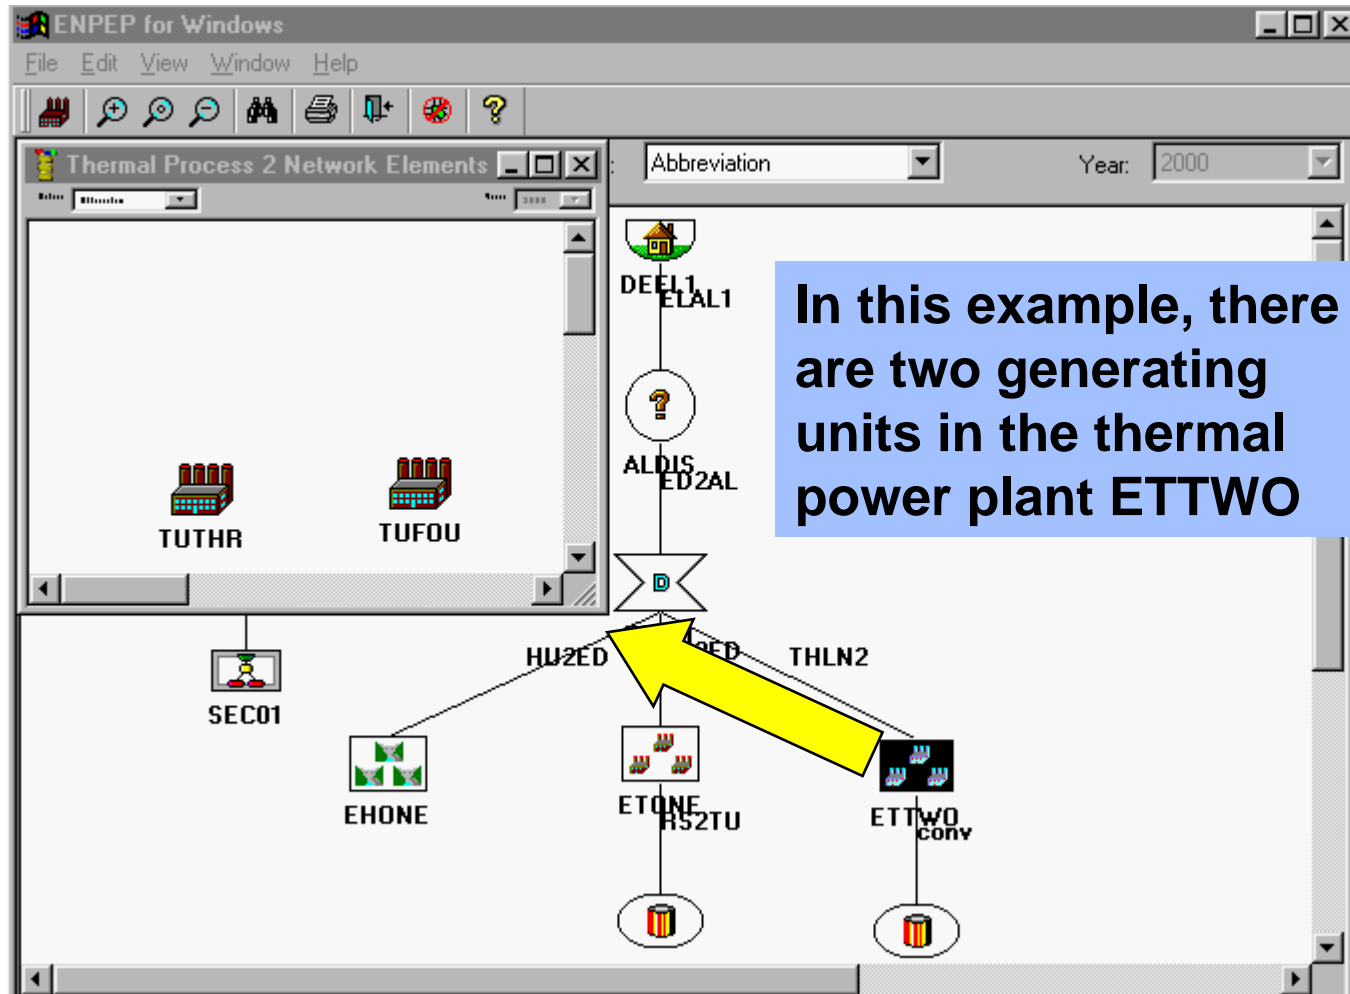 ENPEP for Windows
File Edit View Window Help
Thermal Process 2 Network Elements
: Abbreviation Year: 2000
DEEL1
ELAL1
In this example, there
are two generating
units in the thermal
power plant ETTWO
ALDIS
ED2AL
TUTHR
TUFOU
D
HU2ED
THLN2
SEC01
EHONE
ETONE
RS2TU
ETTWO
conv